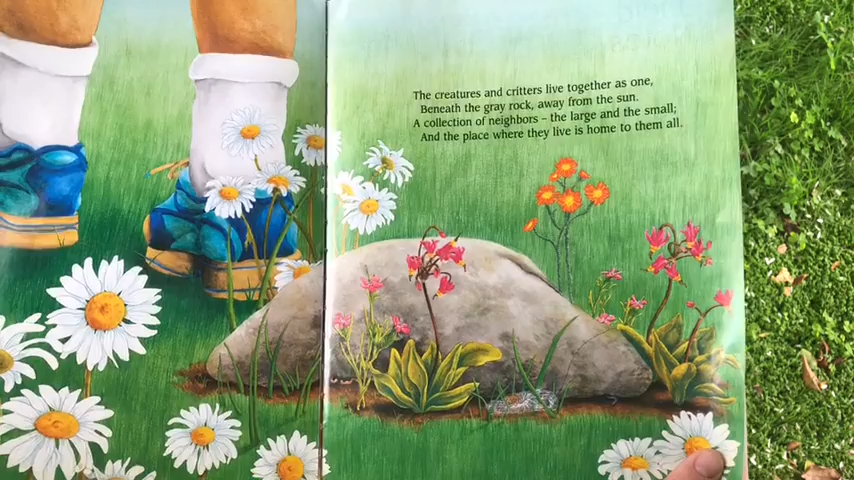 The creatures and critters live together as one,
Beneath the gray rock, away from the sun.
A collection of neighbors – the large and the small;
And the place where they live is home to them all.